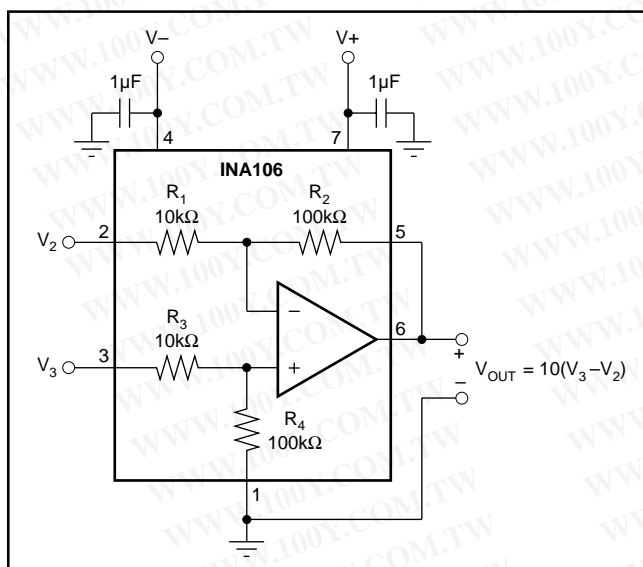 V– V+
1µF 1µF
4 7
INA106
R1 R2
10kΩ 100kΩ
V2 2 5
– 6
R3
10kΩ
V3 3 + +
VOUT = 10(V3 –V2)
–
R4
100kΩ
1
WWW.100Y.COM.TW